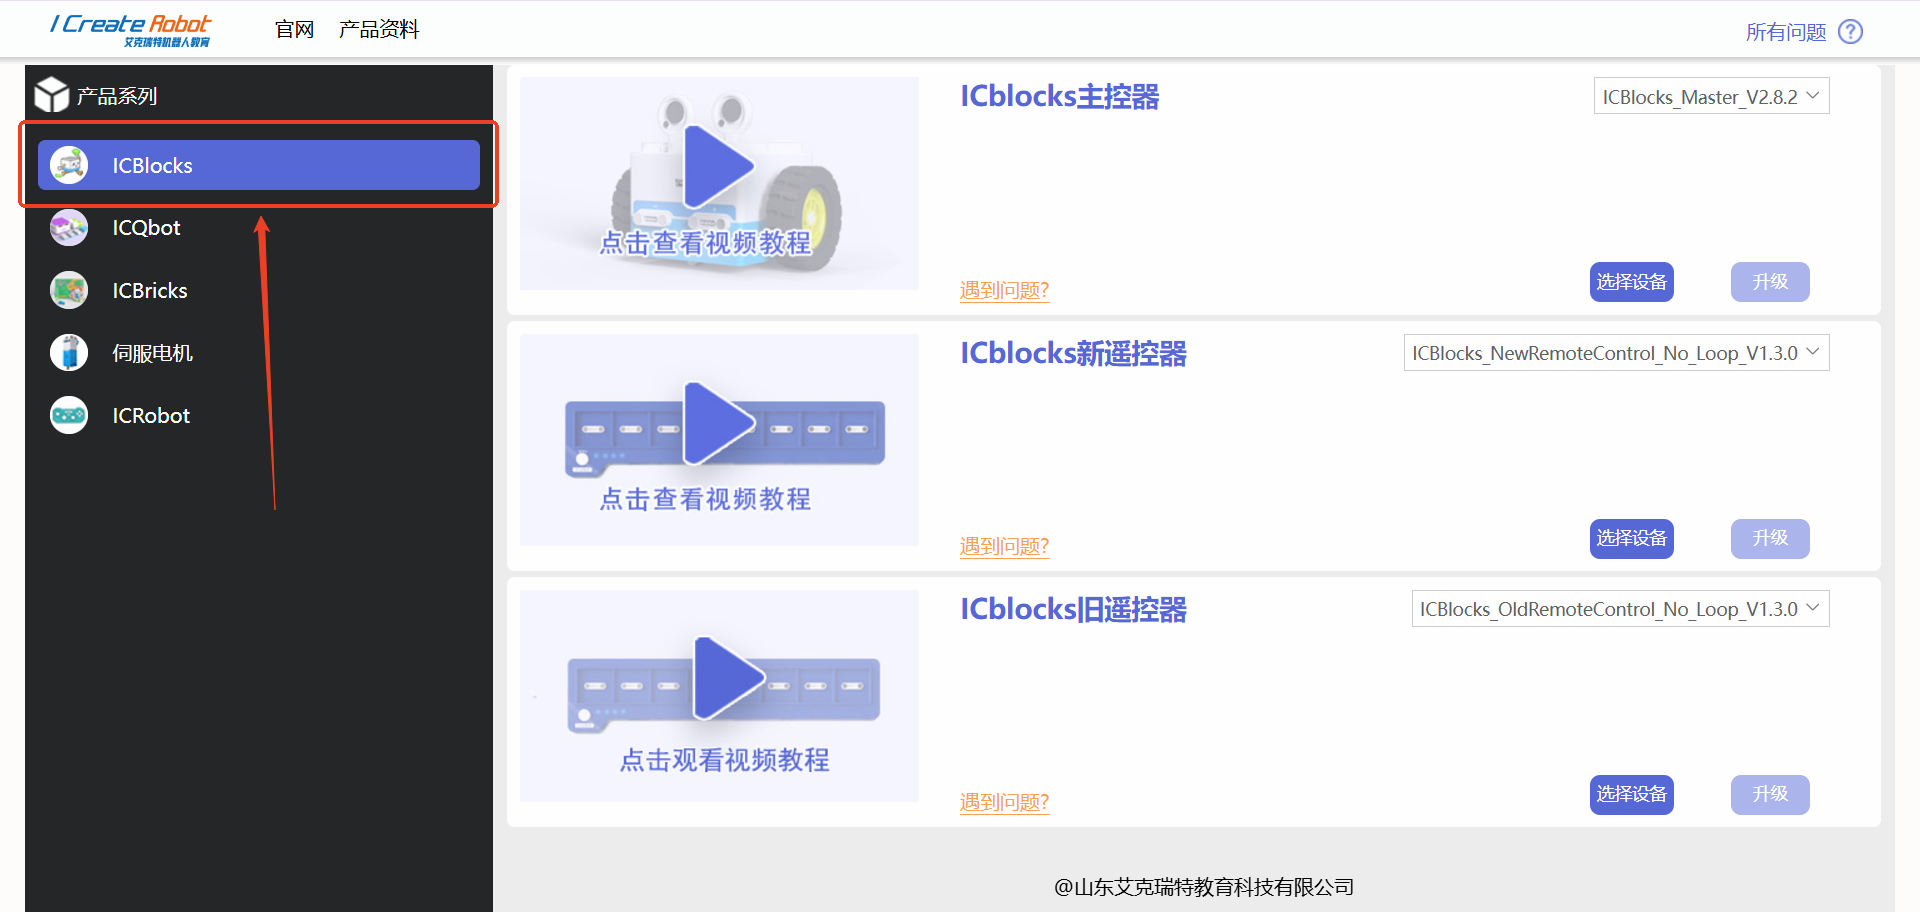 I Create Robot
艾克瑞特机器人教育
官网 产品资料
所有问题 ?
产品系列
ICBlocks
ICQbot
ICBricks
伺服电机
ICRobot
点击查看视频教程
ICblocks主控器
ICBlocks_Master_V2.8.2
遇到问题?
选择设备 升级
点击查看视频教程
ICblocks新遥控器
ICBlocks_NewRemoteControl_No_Loop_V1.3.0
遇到问题?
选择设备 升级
点击观看视频教程
ICblocks旧遥控器
ICBlocks_OldRemoteControl_No_Loop_V1.3.0
遇到问题?
选择设备 升级
@山东艾克瑞特教育科技有限公司